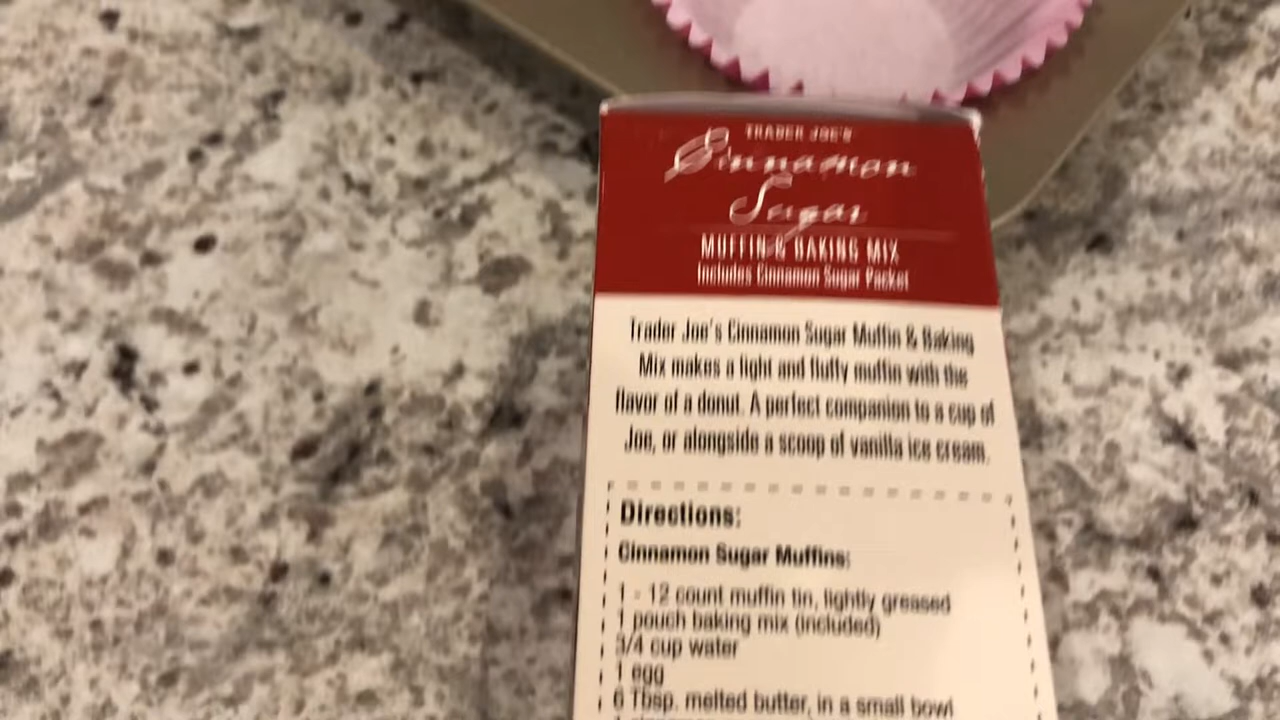 TRADER JOE'S
Cinnamon
Sugar
MUFFIN & BAKING MIX
Includes Cinnamon Sugar Packet
Trader Joe's Cinnamon Sugar Muffin & Baking
Mix makes a light and fluffy muffin with the
flavor of a donut. A perfect companion to a cup of
Joe, or alongside a scoop of vanilla ice cream.
Directions:
Cinnamon Sugar Muffins:
1 - 12 count muffin tin, lightly greased
1 pouch baking mix (included)
3/4 cup water
1 egg
6 Tbsp. melted butter, in a small bowl